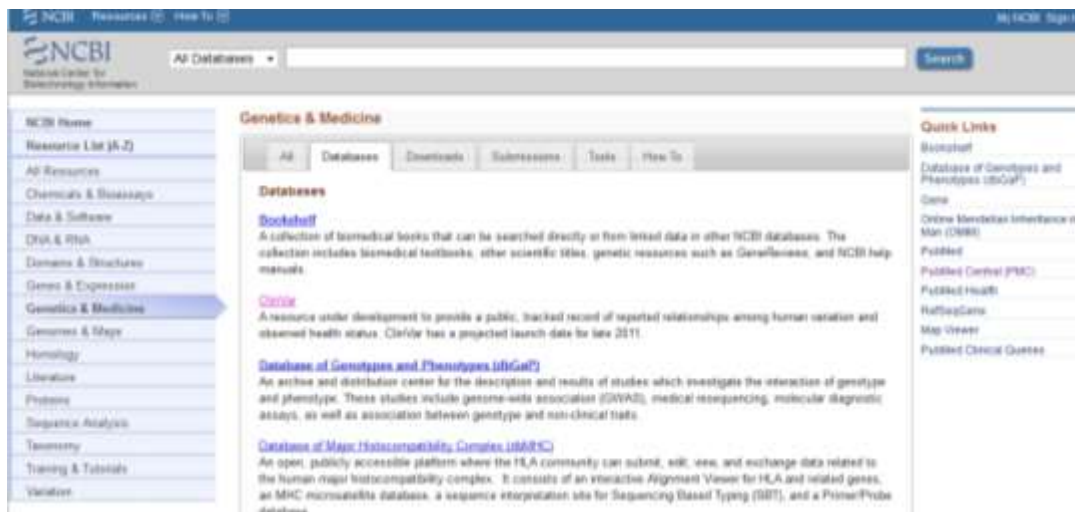 NCBI Resources How To
My NCBI Sign
NCBI
National Center for
Biotechnology Information
All Databases
Search
NCBI Home
Resource List (A-Z)
All Resources
Chemicals & Bioassays
Data & Software
DNA & RNA
Domains & Structures
Genes & Expression
Genetics & Medicine
Genomes & Maps
Homology
Literature
Proteins
Sequence Analysis
Taxonomy
Training & Tutorials
Variation
Genetics & Medicine
All Databases Downloads Submissions Tools How To
Databases
Bookshelf
A collection of biomedical books that can be searched directly or from linked data in other NCBI databases. The
collection includes biomedical textbooks, other scientific titles, genetic resources such as GeneReviews, and NCBI help
manuals.
ClinVar
A resource under development to provide a public, tracked record of reported relationships among human variation and
observed health status. ClinVar has a projected launch date for late 2011.
Database of Genotypes and Phenotypes (dbGaP)
An archive and distribution center for the description and results of studies which investigate the interaction of genotype
and phenotype. These studies include genome-wide association (GWAS), medical resequencing, molecular diagnostic
assays, as well as association between genotype and non-clinical traits.
Database of Major Histocompatibility Complex (dbMHC)
An open, publicly accessible platform where the HLA community can submit, edit, view, and exchange data related to
the human major histocompatibility complex. It consists of an interactive Alignment Viewer for HLA and related genes,
an MHC microsatellite database, a sequence interpretation site for Sequencing Based Typing (SBT), and a Primer/Probe
database.
Quick Links
Bookshelf
Database of Genotypes and
Phenotypes (dbGaP)
Gene
Online Mendelian Inheritance
Man (OMIM)
PubMed
PubMed Central (PMC)
PubMed Health
RefSeqGene
Map Viewer
PubMed Clinical Queries